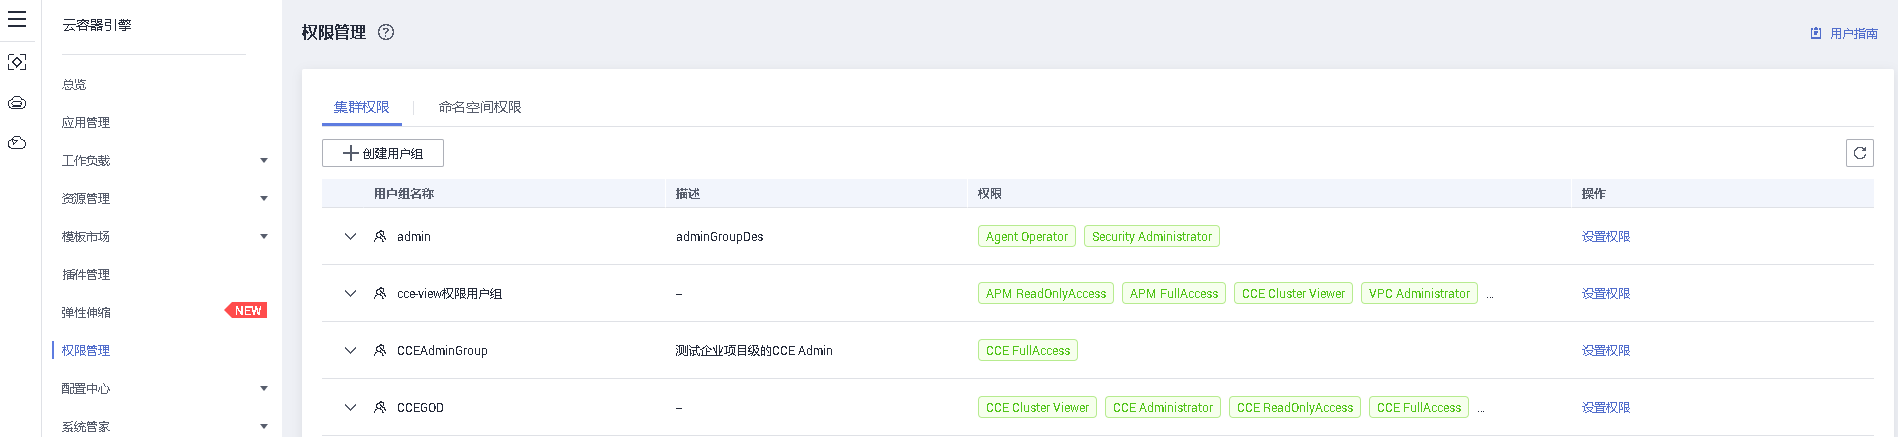 云容器引擎
总览
应用管理
工作负载
资源管理
模板市场
插件管理
弹性伸缩 NEW
权限管理
配置中心
系统管家
权限管理 ?
用户指南
集群权限 命名空间权限
创建用户组
用户组名称 描述 权限 操作
admin adminGroupDes Agent Operator Security Administrator 设置权限
cce-view权限用户组 -- APM ReadOnlyAccess APM FullAccess CCE Cluster Viewer VPC Administrator ... 设置权限
CCEAdminGroup 测试企业项目级的CCE Admin CCE FullAccess 设置权限
CCEGOD -- CCE Cluster Viewer CCE Administrator CCE ReadOnlyAccess CCE FullAccess ... 设置权限